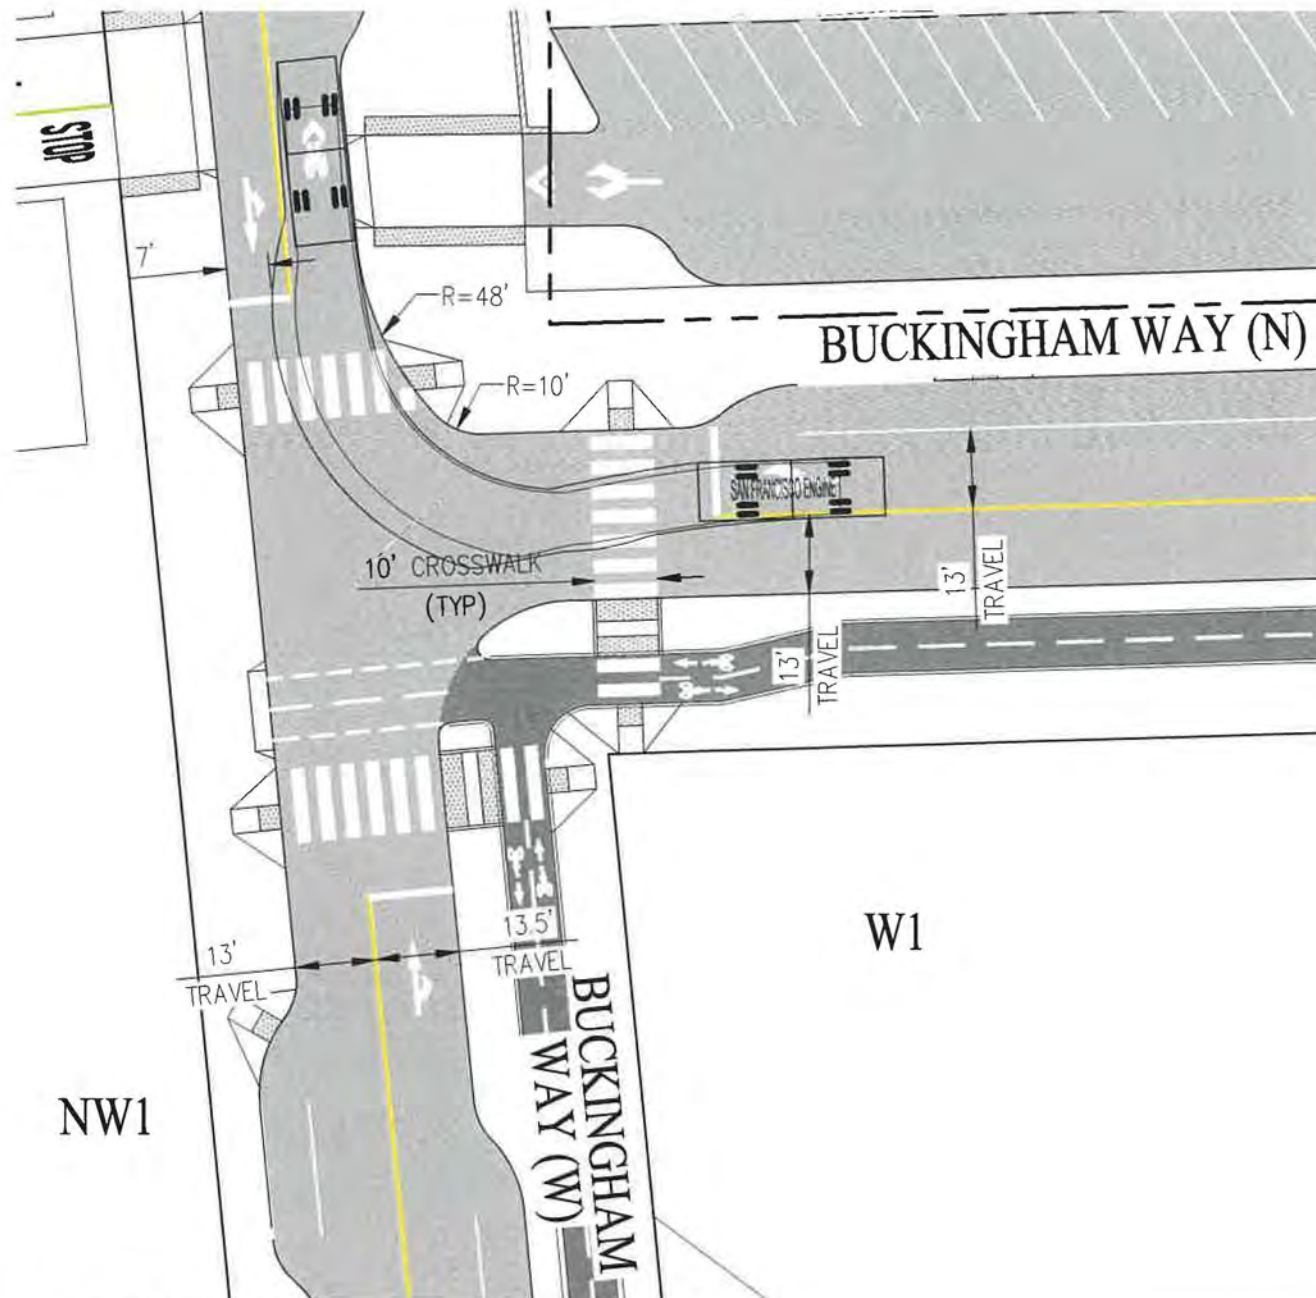 STOP
7'
R=48'
BUCKINGHAM WAY (N)
R=10'
SAN FRANCISCO ENGINE
10' CROSSWALK
(TYP)
13'
TRAVEL
13'
TRAVEL
13'
TRAVEL
13.5'
TRAVEL
W1
BUCKINGHAM
WAY (W)
NW1